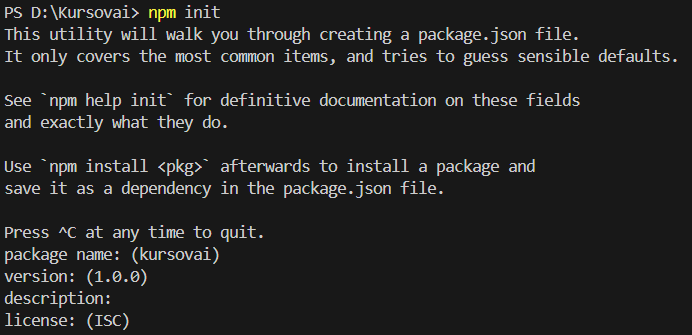 PS D:\Kursovai> npm init
This utility will walk you through creating a package.json file.
It only covers the most common items, and tries to guess sensible defaults.
See `npm help init` for definitive documentation on these fields
and exactly what they do.
Use `npm install <pkg>` afterwards to install a package and
save it as a dependency in the package.json file.
Press ^C at any time to quit.
package name: (kursovai)
version: (1.0.0)
description:
license: (ISC)